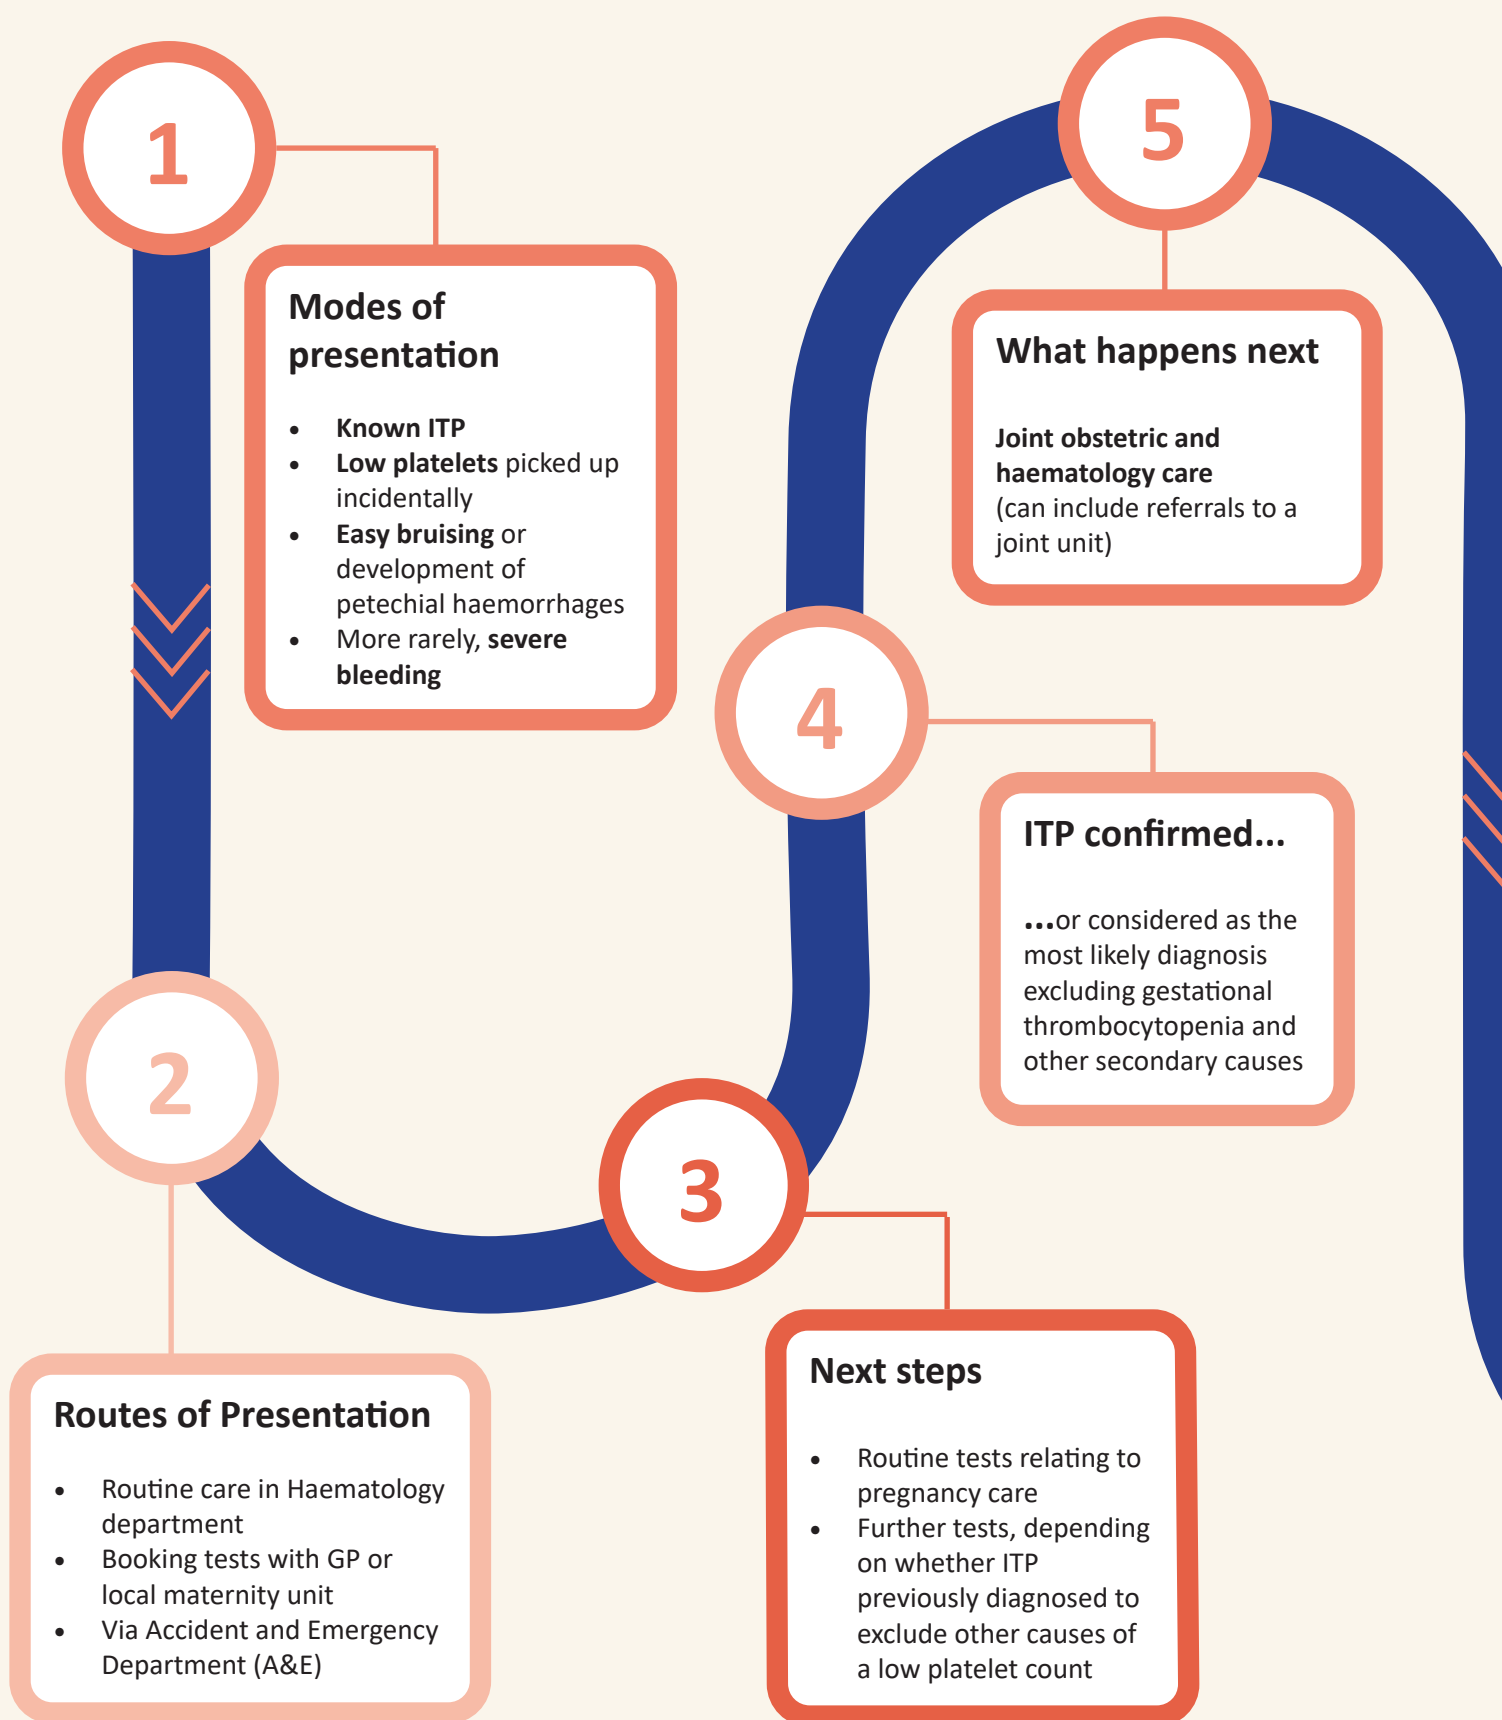 1
Modes of
presentation
• Known ITP
• Low platelets picked up
incidentally
• Easy bruising or
development of
petechial haemorrhages
• More rarely, severe
bleeding
2
Routes of Presentation
• Routine care in Haematology
department
• Booking tests with GP or
local maternity unit
• Via Accident and Emergency
Department (A&E)
3
Next steps
• Routine tests relating to
pregnancy care
• Further tests, depending
on whether ITP
previously diagnosed to
exclude other causes of
a low platelet count
4
ITP confirmed...
...or considered as the
most likely diagnosis
excluding gestational
thrombocytopenia and
other secondary causes
5
What happens next
Joint obstetric and
haematology care
(can include referrals to a
joint unit)